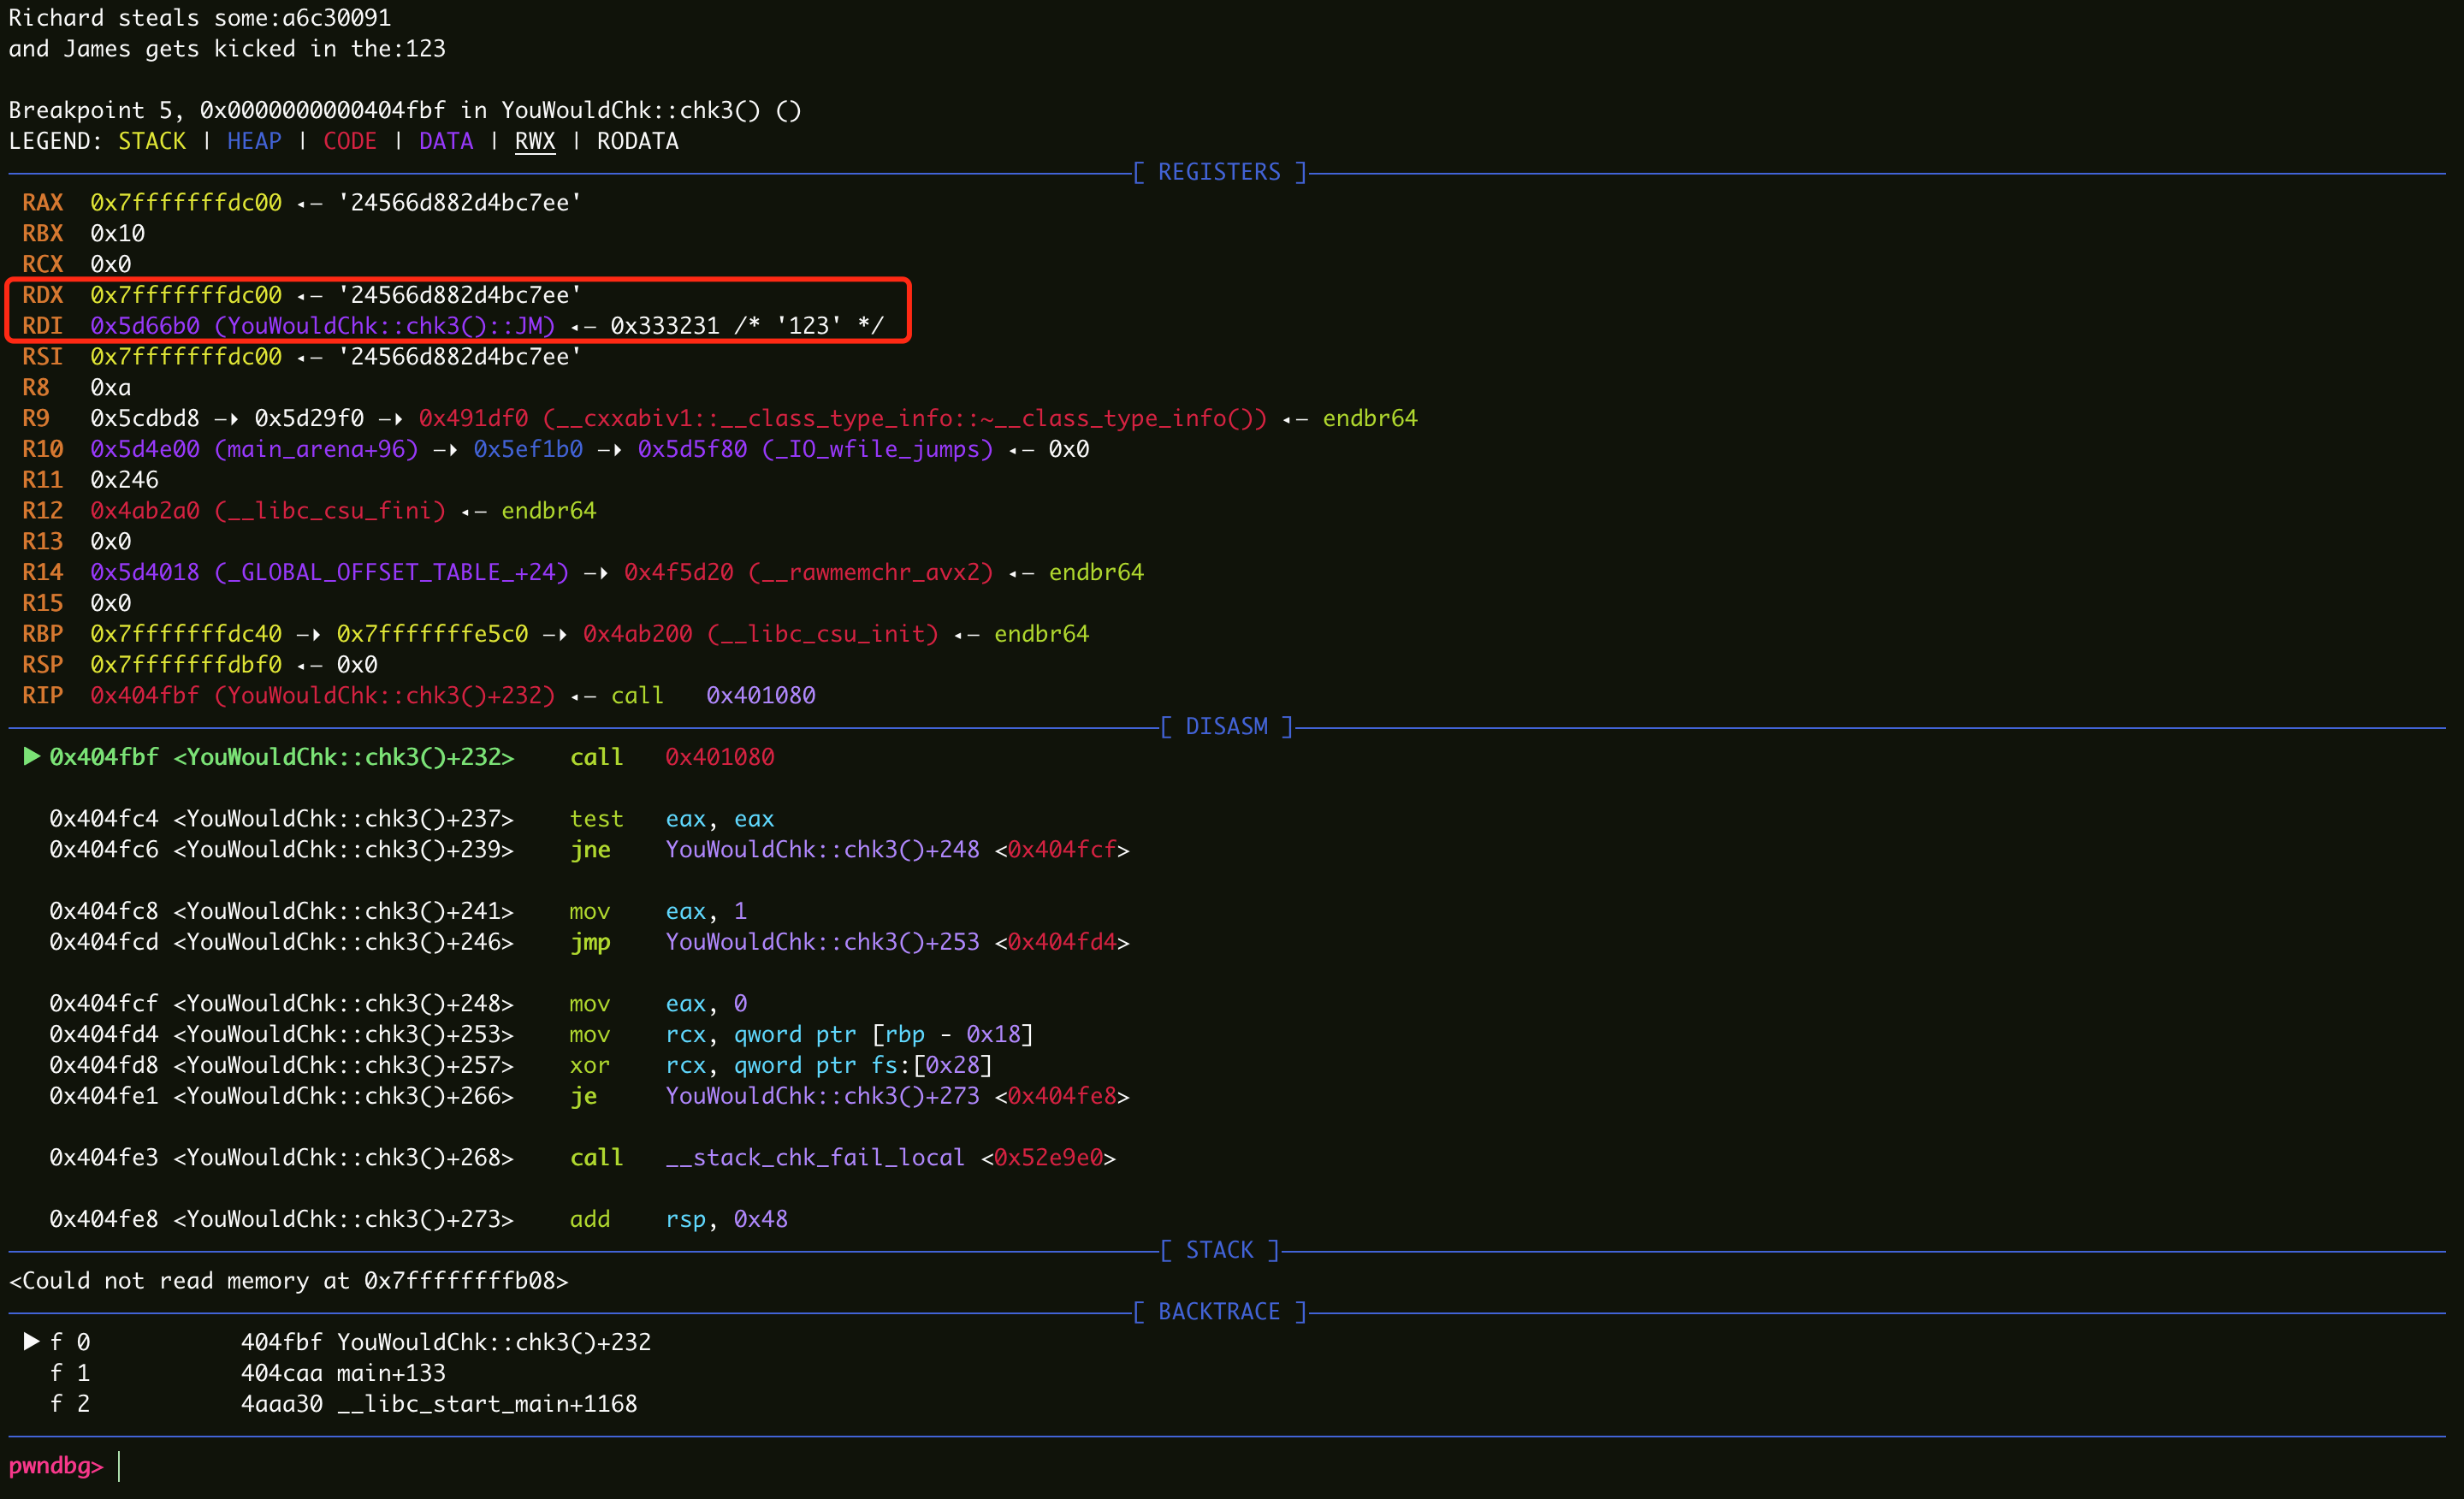 Richard steals some:a6c30091
and James gets kicked in the:123
Breakpoint 5, 0x0000000000404fbf in YouWouldChk::chk3() ()
LEGEND: STACK | HEAP | CODE | DATA | RWX | RODATA
[ REGISTERS ]
RAX  0x7fffffffdc00 ◂— '24566d882d4bc7ee'
RBX  0x10
RCX  0x0
RDX  0x7fffffffdc00 ◂— '24566d882d4bc7ee'
RDI  0x5d66b0 (YouWouldChk::chk3()::JM) ◂— 0x333231 /* '123' */
RSI  0x7fffffffdc00 ◂— '24566d882d4bc7ee'
R8   0xa
R9   0x5cdbd8 —▸ 0x5d29f0 —▸ 0x491df0 (__cxxabiv1::__class_type_info::~__class_type_info()) ◂— endbr64
R10  0x5d4e00 (main_arena+96) —▸ 0x5ef1b0 —▸ 0x5d5f80 (_IO_wfile_jumps) ◂— 0x0
R11  0x246
R12  0x4ab2a0 (__libc_csu_fini) ◂— endbr64
R13  0x0
R14  0x5d4018 (_GLOBAL_OFFSET_TABLE_+24) —▸ 0x4f5d20 (__rawmemchr_avx2) ◂— endbr64
R15  0x0
RBP  0x7fffffffdc40 —▸ 0x7fffffffe5c0 —▸ 0x4ab200 (__libc_csu_init) ◂— endbr64
RSP  0x7fffffffdbf0 ◂— 0x0
RIP  0x404fbf (YouWouldChk::chk3()+232) ◂— call   0x401080
[ DISASM ]
► 0x404fbf <YouWouldChk::chk3()+232>    call   0x401080
0x404fc4 <YouWouldChk::chk3()+237>    test   eax, eax
0x404fc6 <YouWouldChk::chk3()+239>    jne    YouWouldChk::chk3()+248 <0x404fcf>
0x404fc8 <YouWouldChk::chk3()+241>    mov    eax, 1
0x404fcd <YouWouldChk::chk3()+246>    jmp    YouWouldChk::chk3()+253 <0x404fd4>
0x404fcf <YouWouldChk::chk3()+248>    mov    eax, 0
0x404fd4 <YouWouldChk::chk3()+253>    mov    rcx, qword ptr [rbp - 0x18]
0x404fd8 <YouWouldChk::chk3()+257>    xor    rcx, qword ptr fs:[0x28]
0x404fe1 <YouWouldChk::chk3()+266>    je     YouWouldChk::chk3()+273 <0x404fe8>
0x404fe3 <YouWouldChk::chk3()+268>    call   __stack_chk_fail_local <0x52e9e0>
0x404fe8 <YouWouldChk::chk3()+273>    add    rsp, 0x48
[ STACK ]
<Could not read memory at 0x7ffffffffb08>
[ BACKTRACE ]
► f 0           404fbf YouWouldChk::chk3()+232
f 1           404caa main+133
f 2           4aaa30 __libc_start_main+1168
pwndbg>